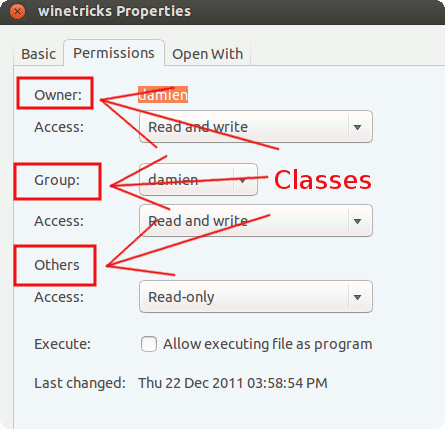 winetricks Properties
Basic Permissions Open With
Owner: damien
Access: Read and write
Group: damien Classes
Access: Read and write
Others
Access: Read-only
Execute: Allow executing file as program
Last changed: Thu 22 Dec 2011 03:58:54 PM